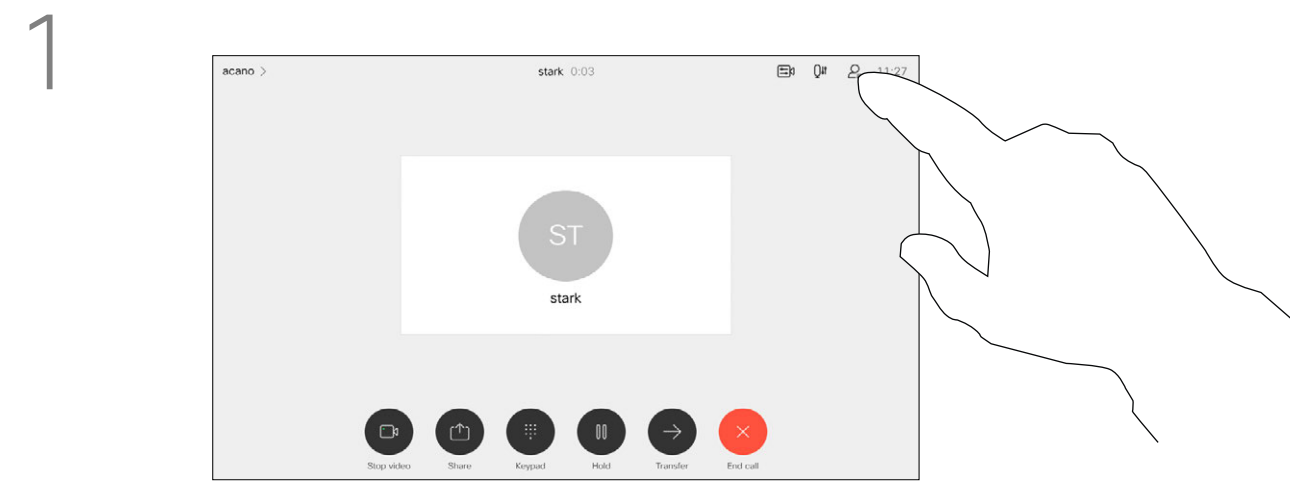 1
acano >
stark 0:03
11:27
ST
stark
Stop video Share Keypad Hold Transfer End call